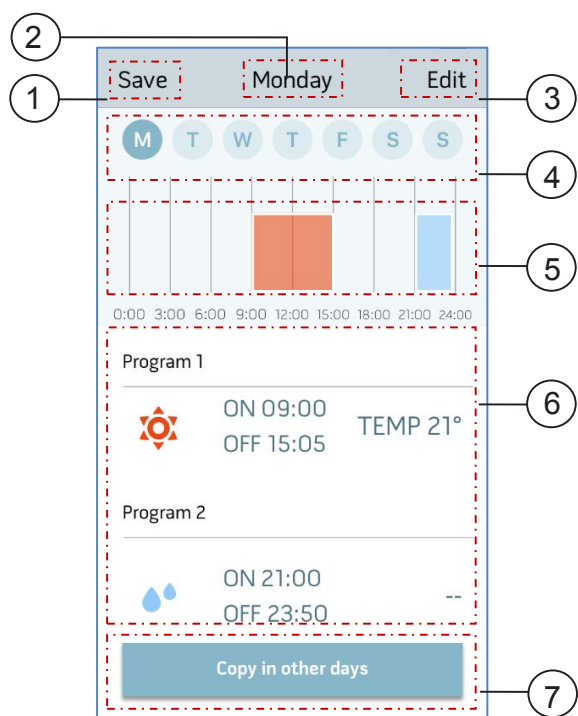 2
Save Monday Edit
1
3
M T W T F S S
4
5
0:00 3:00 6:00 9:00 12:00 15:00 18:00 21:00 24:00
Program 1
6
ON 09:00
TEMP 21°
OFF 15:05
Program 2
ON 21:00
--
OFF 23:50
Copy in other days
7